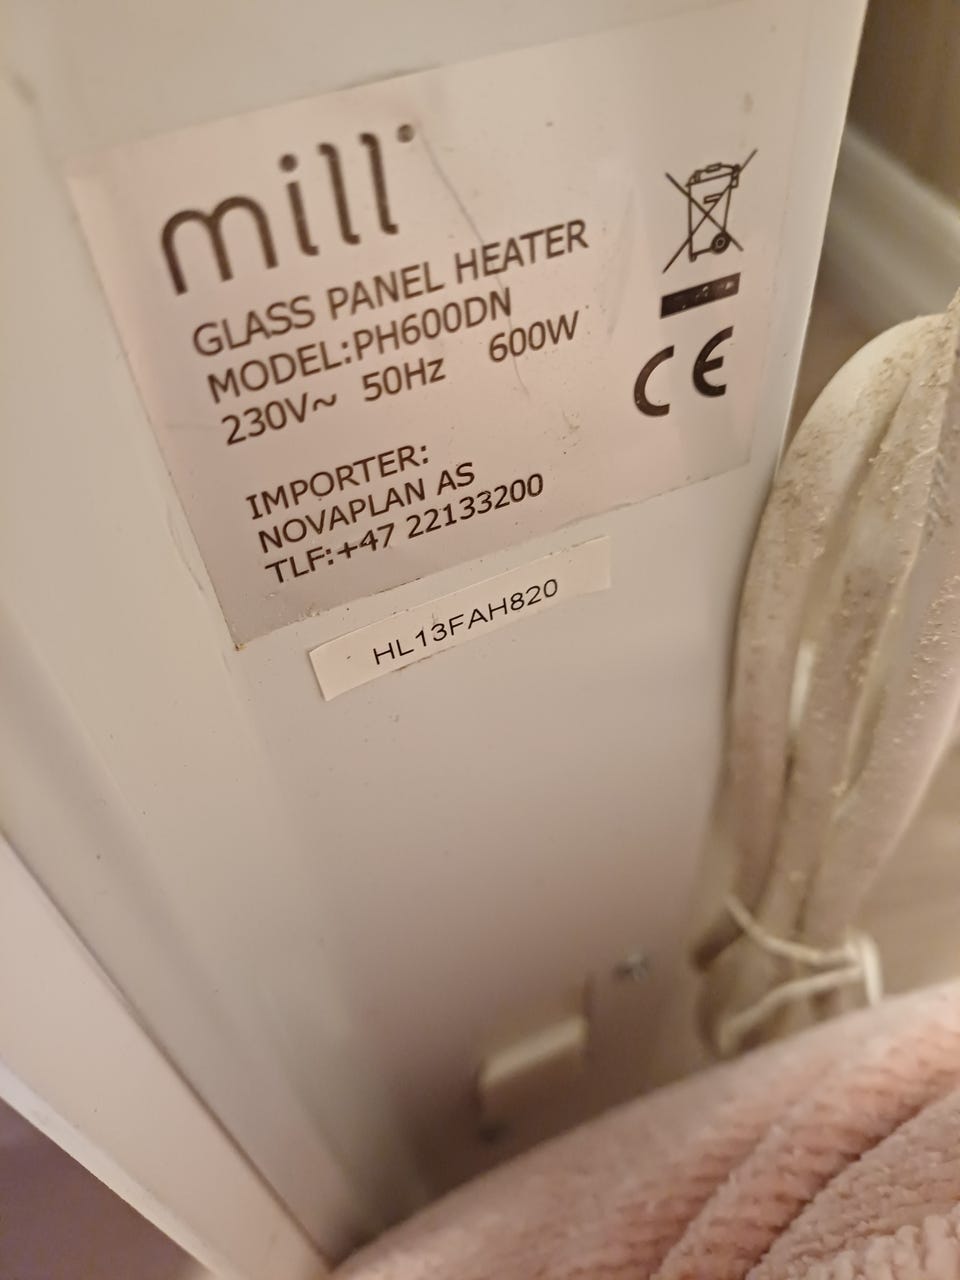 mill
GLASS PANEL HEATER
MODEL:PH600DN
230V~ 50Hz 600W
CE
IMPORTER:
NOVAPLAN AS
TLF:+47 22133200
HL13FAH820